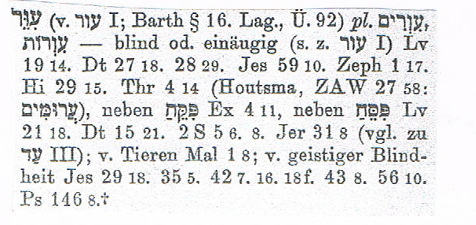 עִוֵּר (v. עור I; Barth § 16. Lag., Ü. 92) pl. עִוְרִים,
עִוְרוֹת — blind od. einäugig (s. z. עור I) Lv
19 14. Dt 27 18. 28 29. Jes 59 10. Zeph 1 17.
Hi 29 15. Thr 4 14 (Houtsma, ZAW 27 58:
עֲרוּמִים), neben פִּקֵּחַ Ex 4 11, neben פִּסֵּחַ Lv
21 18. Dt 15 21. 2 S 5 6. 8. Jer 31 8 (vgl. zu
עַד III); v. Tieren Mal 1 8; v. geistiger Blind-
heit Jes 29 18. 35 5. 42 7. 16. 18f. 43 8. 56 10.
Ps 146 8.†